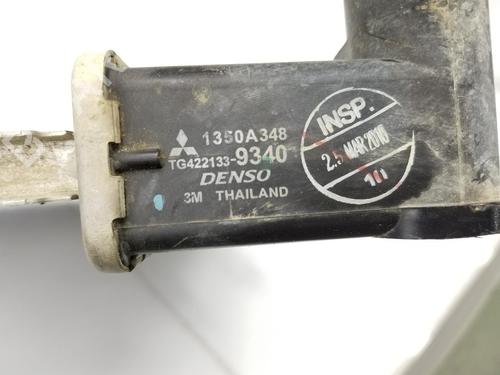 1350A348
TG422133-9340
DENSO
3M THAILAND
INSP.
2.5 MAR 2010
10